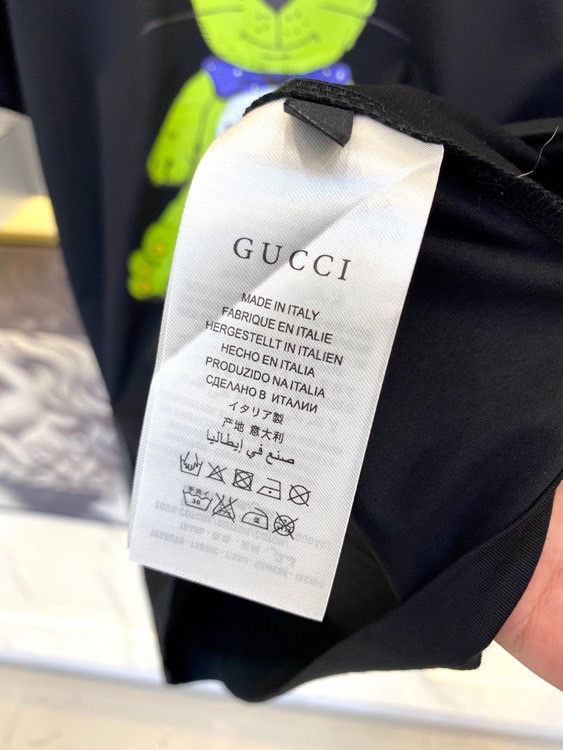 GUCCI
MADE IN ITALY
FABRIQUE EN ITALIE
HERGESTELLT IN ITALIEN
HECHO EN ITALIA
PRODUZIDO NA ITALIA
СДЕЛАНО В ИТАЛИИ
イタリア製
产地 意大利
صنع في إيطاليا